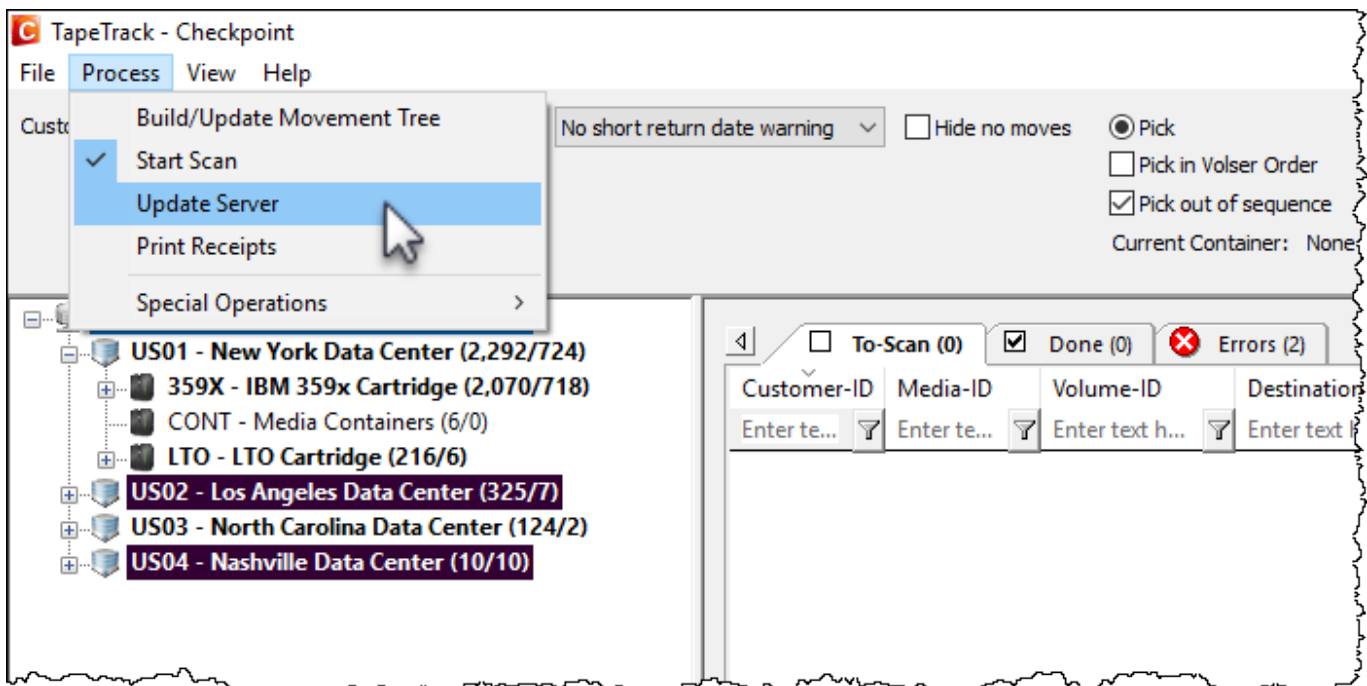 TapeTrack - Checkpoint
File Process View Help
Build/Update Movement Tree
Start Scan
Update Server
Print Receipts
Special Operations
No short return date warning
Hide no moves
Pick
Pick in Volser Order
Pick out of sequence
Current Container: None
US01 - New York Data Center (2,292/724)
359X - IBM 359x Cartridge (2,070/718)
CONT - Media Containers (6/0)
LTO - LTO Cartridge (216/6)
US02 - Los Angeles Data Center (325/7)
US03 - North Carolina Data Center (124/2)
US04 - Nashville Data Center (10/10)
To-Scan (0) Done (0) Errors (2)
Customer-ID Media-ID Volume-ID Destination
Enter te... Enter te... Enter text h... Enter text